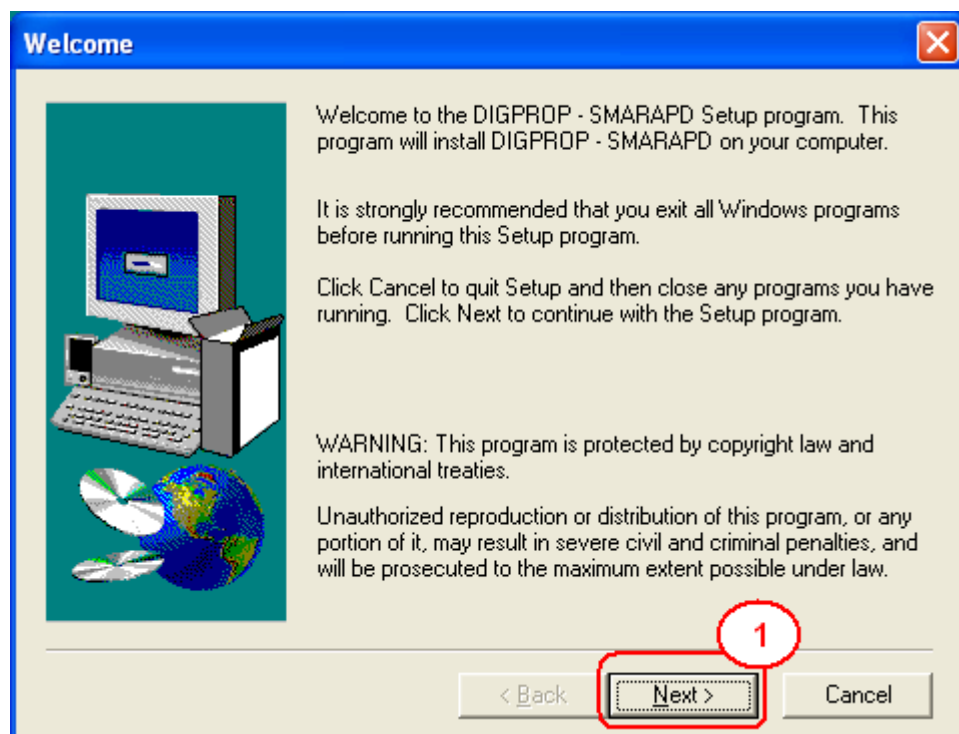 Welcome
Welcome to the DIGPROP - SMARAPD Setup program. This
program will install DIGPROP - SMARAPD on your computer.
It is strongly recommended that you exit all Windows programs
before running this Setup program.
Click Cancel to quit Setup and then close any programs you have
running. Click Next to continue with the Setup program.
WARNING: This program is protected by copyright law and
international treaties.
Unauthorized reproduction or distribution of this program, or any
portion of it, may result in severe civil and criminal penalties, and
will be prosecuted to the maximum extent possible under law.
1
< Back Next > Cancel